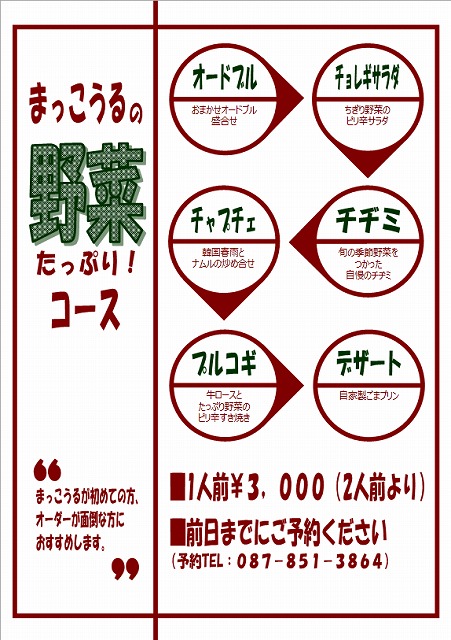 まっこうるの
野菜
たっぷり！
コース
オードブル
おまかせオードブル
盛合せ
チョレギサラダ
ちぎり野菜の
ピリ辛サラダ
チヂミ
旬の季節野菜を
つかった
自慢のチヂミ
チャプチェ
韓国春雨と
ナムルの炒め合せ
プルコギ
牛ロースと
たっぷり野菜の
ピリ辛すき焼き
デザート
自家製ごまプリン
❝
まっこうるが初めての方、
オーダーが面倒な方に
おすすめします。
❞
■1人前￥3，000（2人前より）
■前日までにご予約ください
（予約TEL：087-851-3864）